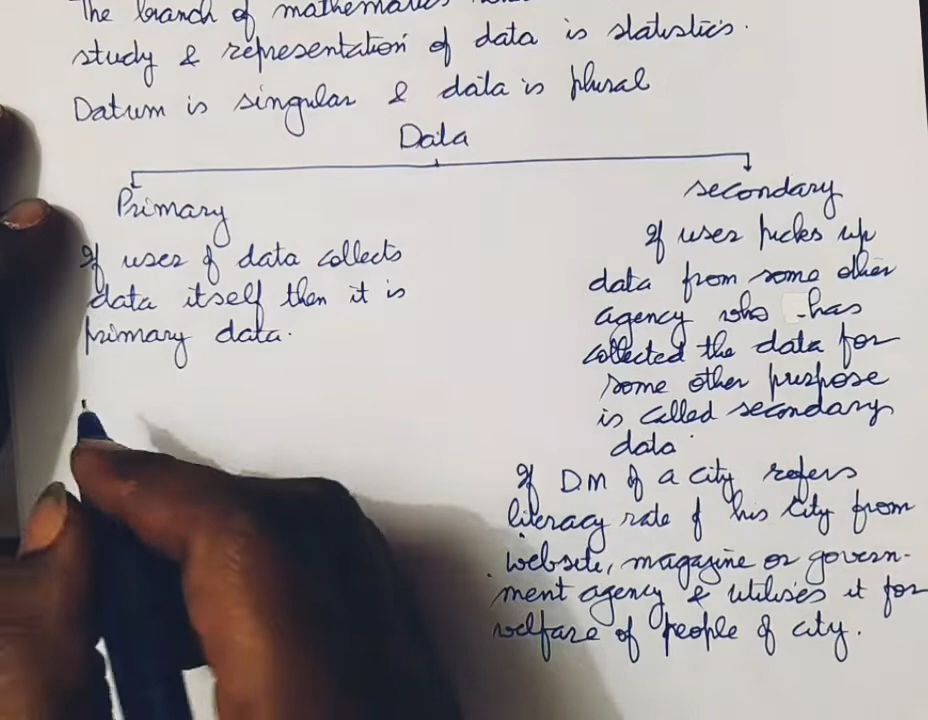 The branch of mathematics
study & representation of data is statistics.
Datum is singular & data is plural
Data
Primary
If user of data collects
data itself then it is
primary data.
secondary
If user picks up
data from some other
agency who has
collected the data for
some other purpose
is called secondary
data.
If DM of a city refers
literacy rate of his city from
website, magazine or govern-
ment agency & utilises it for
welfare of people of city.